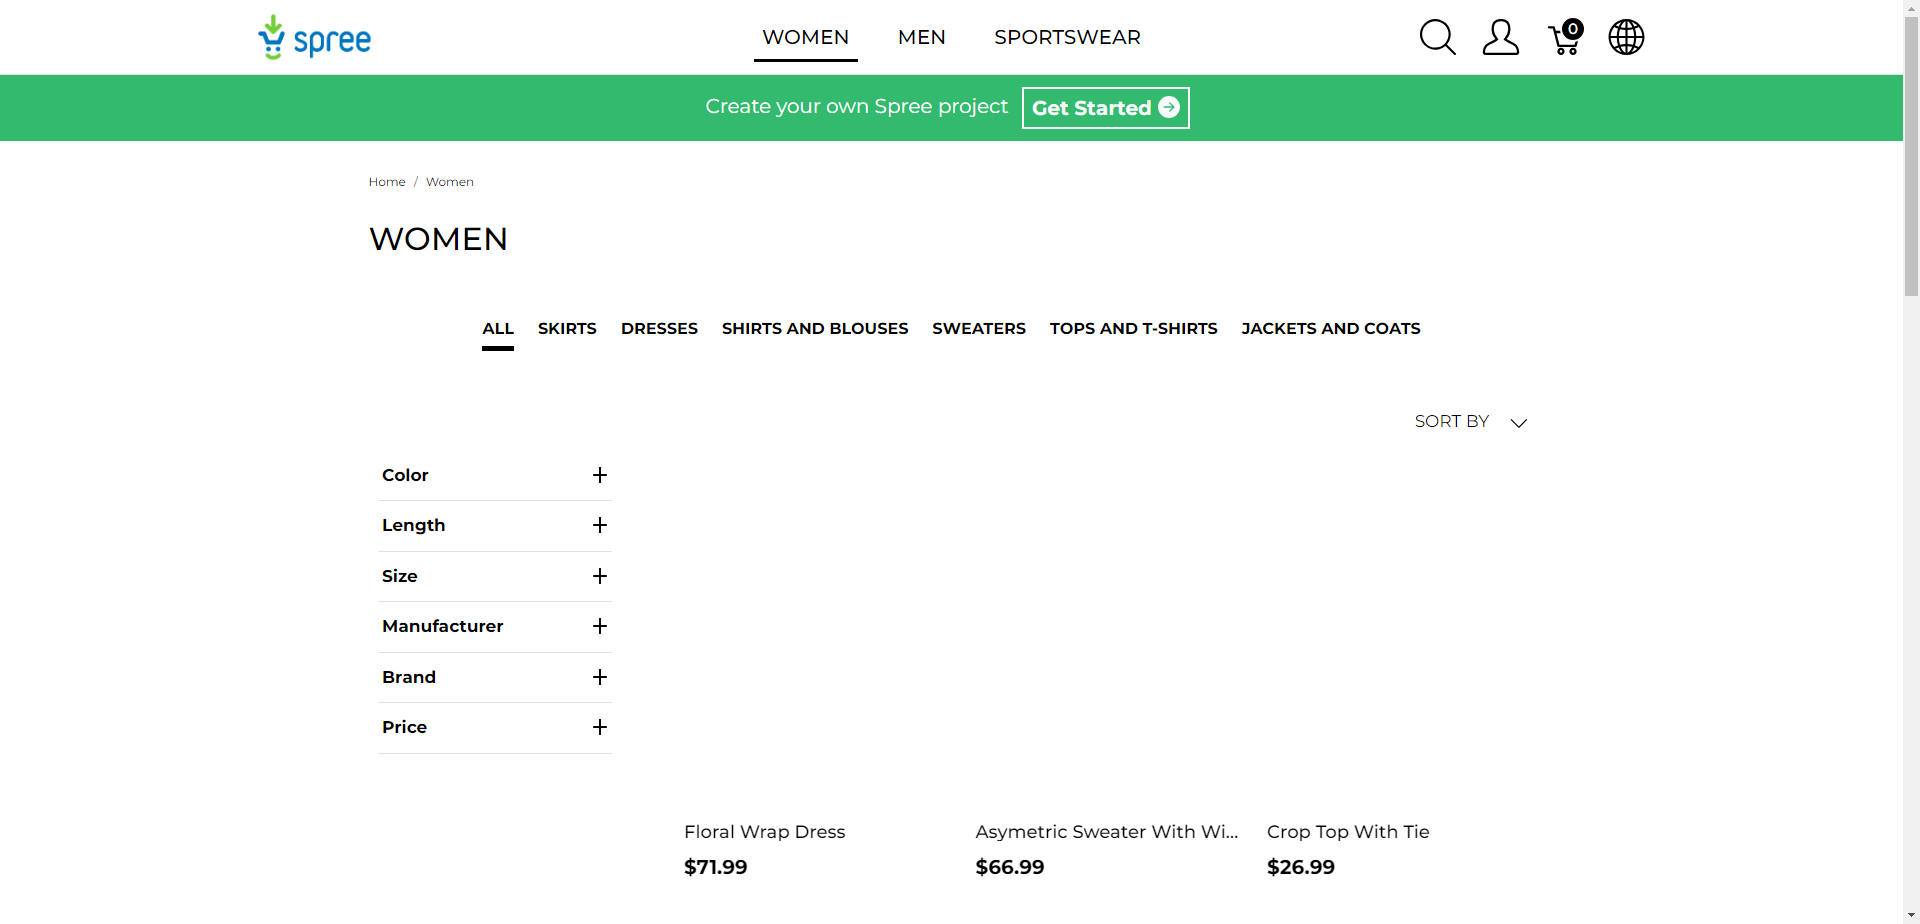 spree
WOMEN MEN SPORTSWEAR
0
Create your own Spree project Get Started
Home / Women
WOMEN
ALL SKIRTS DRESSES SHIRTS AND BLOUSES SWEATERS TOPS AND T-SHIRTS JACKETS AND COATS
SORT BY
Color
Length
Size
Manufacturer
Brand
Price
Floral Wrap Dress
$71.99
Asymetric Sweater With Wi...
$66.99
Crop Top With Tie
$26.99